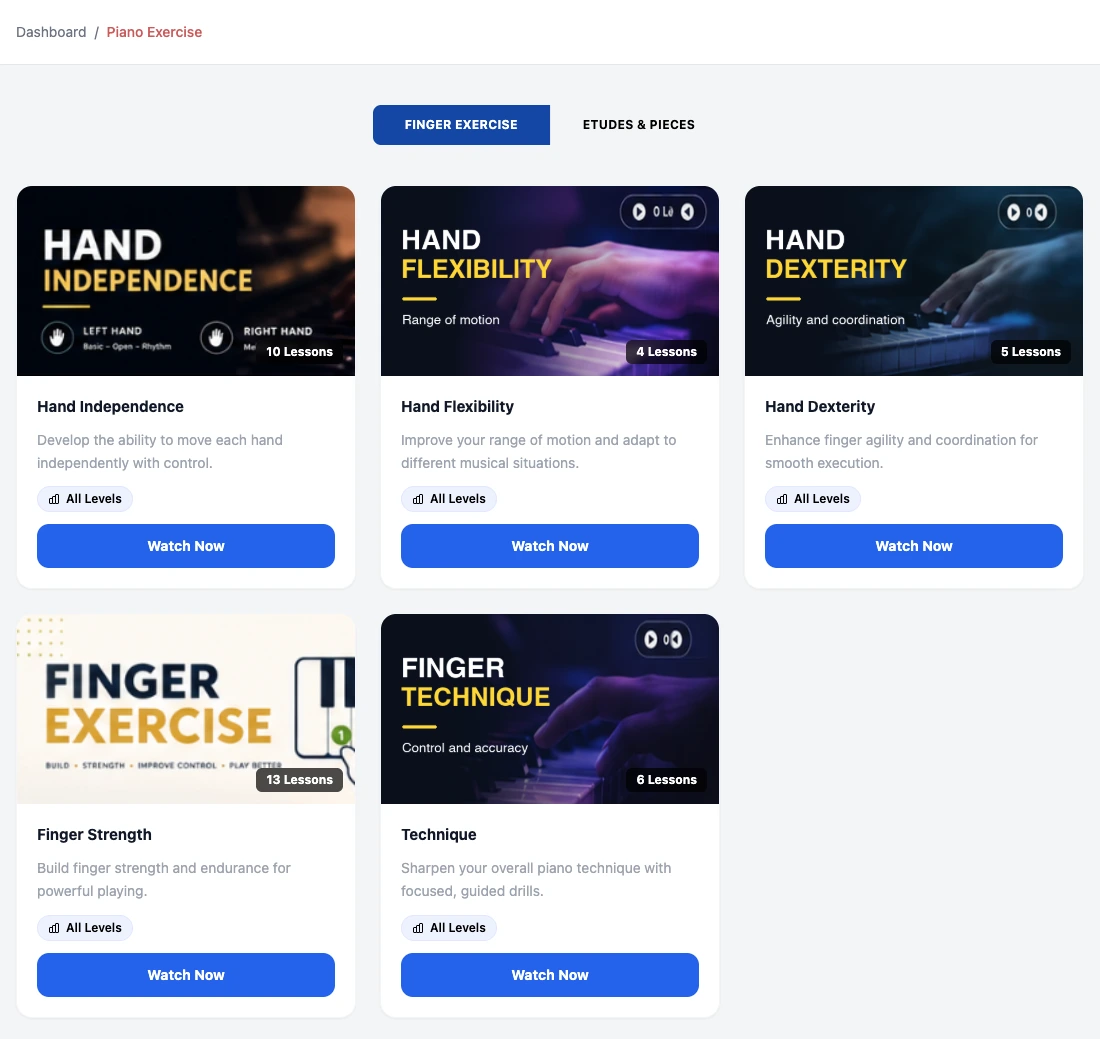 Dashboard / Piano Exercise
FINGER EXERCISE
ETUDES & PIECES
HAND
INDEPENDENCE
LEFT HAND
Basic – Open – Rhythm
RIGHT HAND
10 Lessons
HAND
FLEXIBILITY
Range of motion
4 Lessons
HAND
DEXTERITY
Agility and coordination
5 Lessons
Hand Independence
Develop the ability to move each hand
independently with control.
All Levels
Watch Now
Hand Flexibility
Improve your range of motion and adapt to
different musical situations.
All Levels
Watch Now
Hand Dexterity
Enhance finger agility and coordination for
smooth execution.
All Levels
Watch Now
FINGER
EXERCISE
BUILD • STRENGTH • IMPROVE CONTROL • PLAY BETTER
1
13 Lessons
FINGER
TECHNIQUE
Control and accuracy
6 Lessons
Finger Strength
Build finger strength and endurance for
powerful playing.
All Levels
Watch Now
Technique
Sharpen your overall piano technique with
focused, guided drills.
All Levels
Watch Now